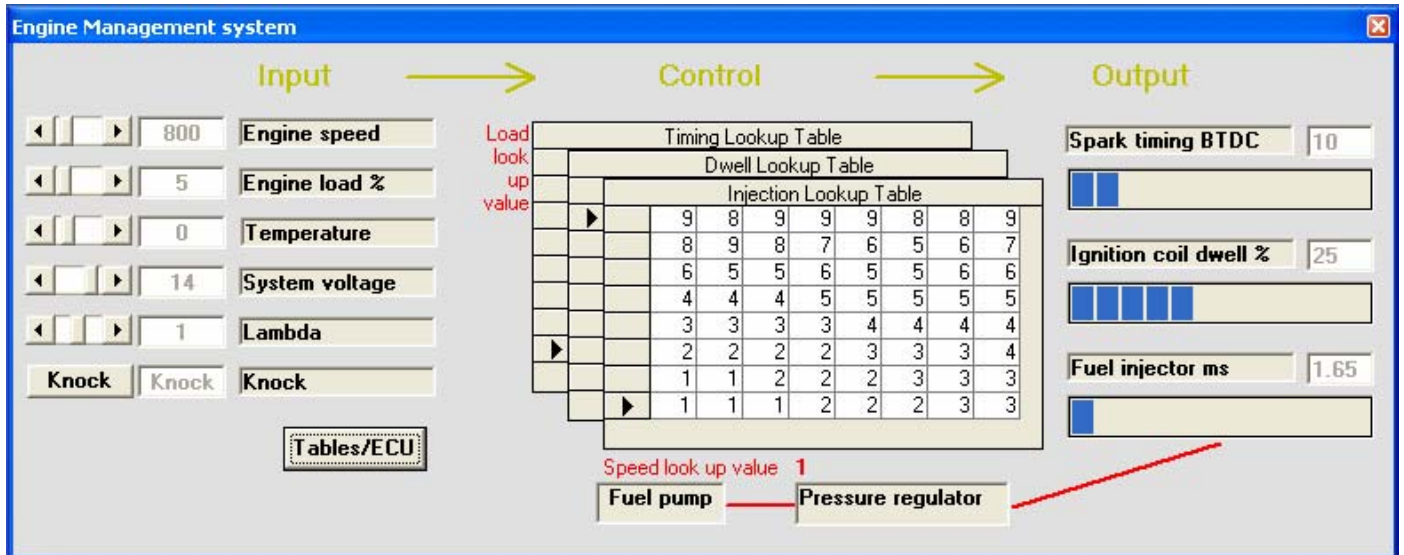 Engine Management system
Input
Control
Output
800 Engine speed
5 Engine load %
0 Temperature
14 System voltage
1 Lambda
Knock Knock Knock
Tables/ECU
Load
look
up
value
Timing Lookup Table
Dwell Lookup Table
Injection Lookup Table
9 8 9 9 9 8 8 9
8 9 8 7 6 5 6 7
6 5 5 6 5 5 6 6
4 4 4 5 5 5 5 5
3 3 3 3 4 4 4 4
2 2 2 2 3 3 3 4
1 1 2 2 2 3 3 3
1 1 1 2 2 2 3 3
Speed look up value 1
Fuel pump
Pressure regulator
Spark timing BTDC 10
Ignition coil dwell % 25
Fuel injector ms 1.65